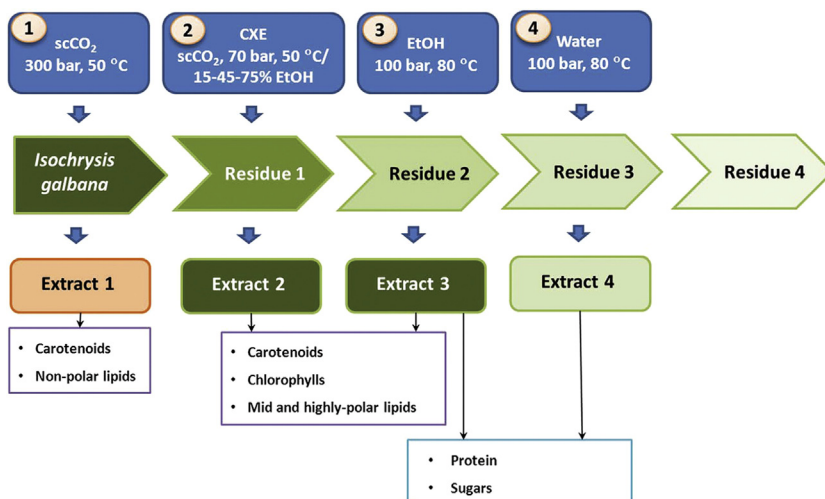 1
scCO₂
300 bar, 50 °C
2
CXE
scCO₂, 70 bar, 50 °C/
15-45-75% EtOH
3
EtOH
100 bar, 80 °C
4
Water
100 bar, 80 °C
Isochrysis
galbana
Residue 1
Residue 2
Residue 3
Residue 4
Extract 1
Extract 2
Extract 3
Extract 4
• Carotenoids
• Non-polar lipids
• Carotenoids
• Chlorophylls
• Mid and highly-polar lipids
• Protein
• Sugars